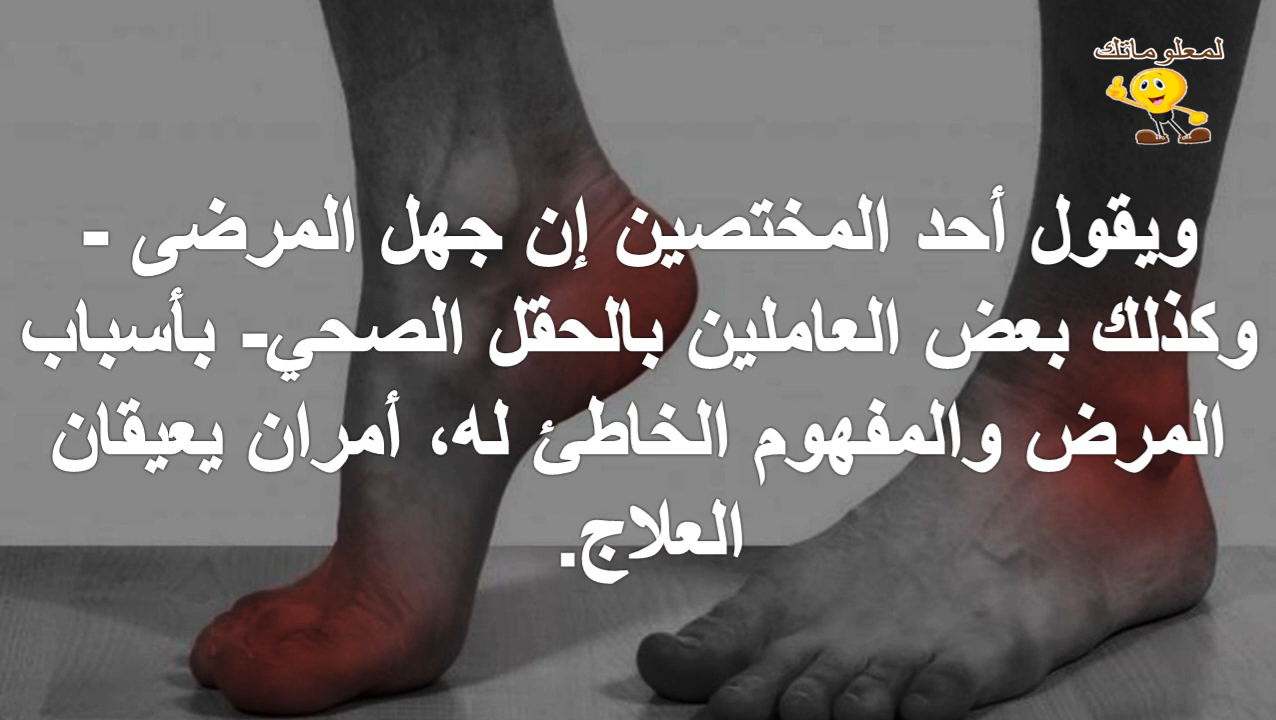 لمعلوماتك
ويقول أحد المختصين إن جهل المرضى -
وكذلك بعض العاملين بالحقل الصحي- بأسباب
المرض والمفهوم الخاطئ له، أمران يعيقان
العلاج.